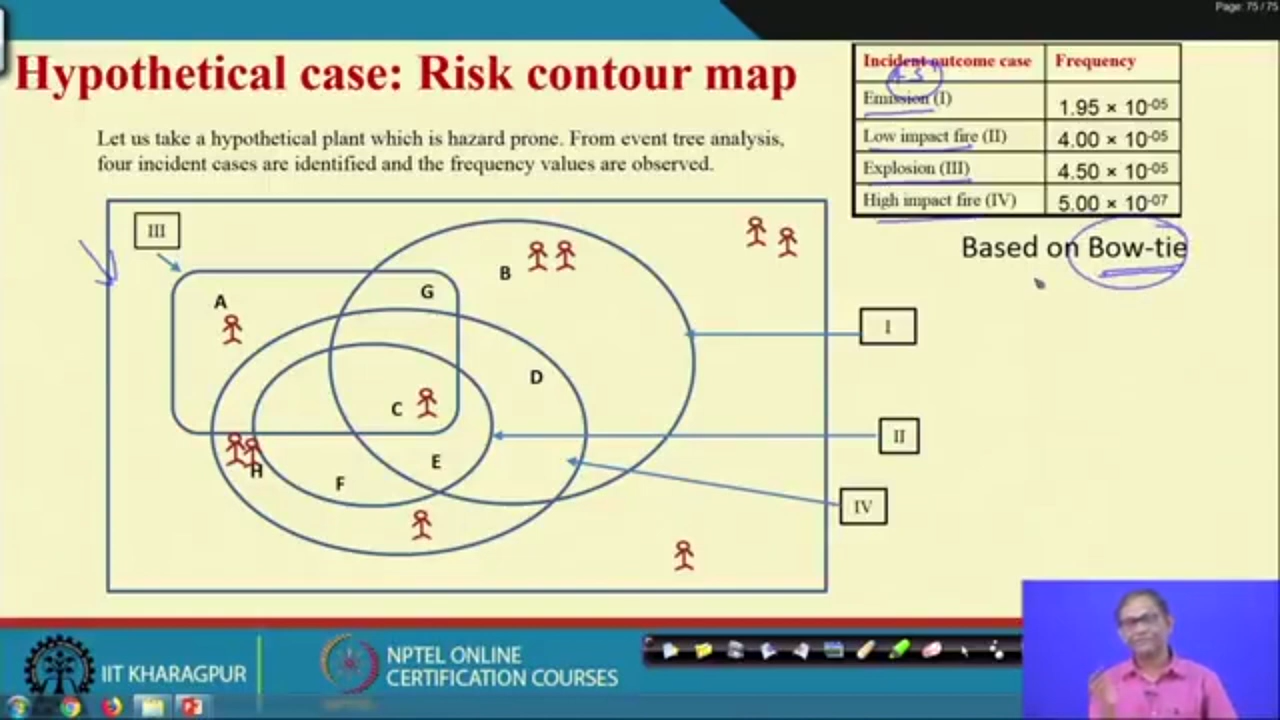 Page: 75 / 75
Hypothetical case: Risk contour map
Let us take a hypothetical plant which is hazard prone. From event tree analysis,
four incident cases are identified and the frequency values are observed.
Incident outcome case Frequency
Emission (I) 1.95 × 10-05
Low impact fire (II) 4.00 × 10-05
Explosion (III) 4.50 × 10-05
High impact fire (IV) 5.00 × 10-07
Based on Bow-tie
III
A
G
B
I
D
C
II
E
H
F
IV
IIT KHARAGPUR
NPTEL ONLINE
CERTIFICATION COURSES